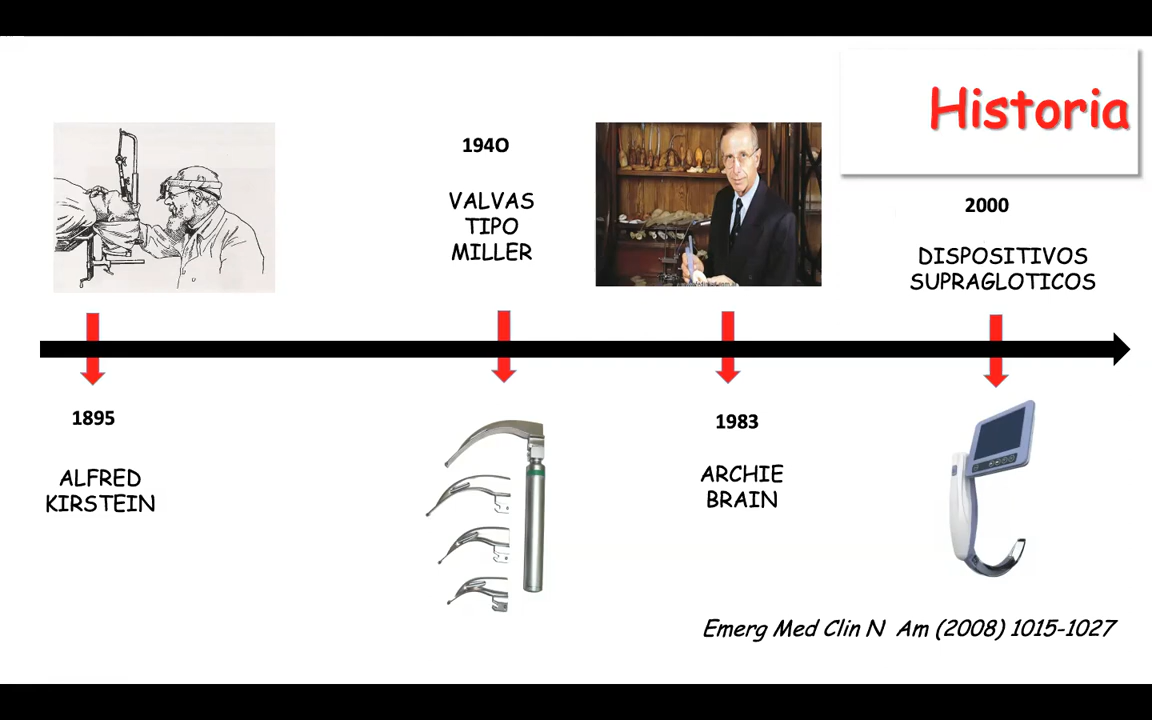 Historia
1940
VALVAS
TIPO
MILLER
2000
DISPOSITIVOS
SUPRAGLOTICOS
1895
ALFRED
KIRSTEIN
1983
ARCHIE
BRAIN
Emerg Med Clin N Am (2008) 1015-1027